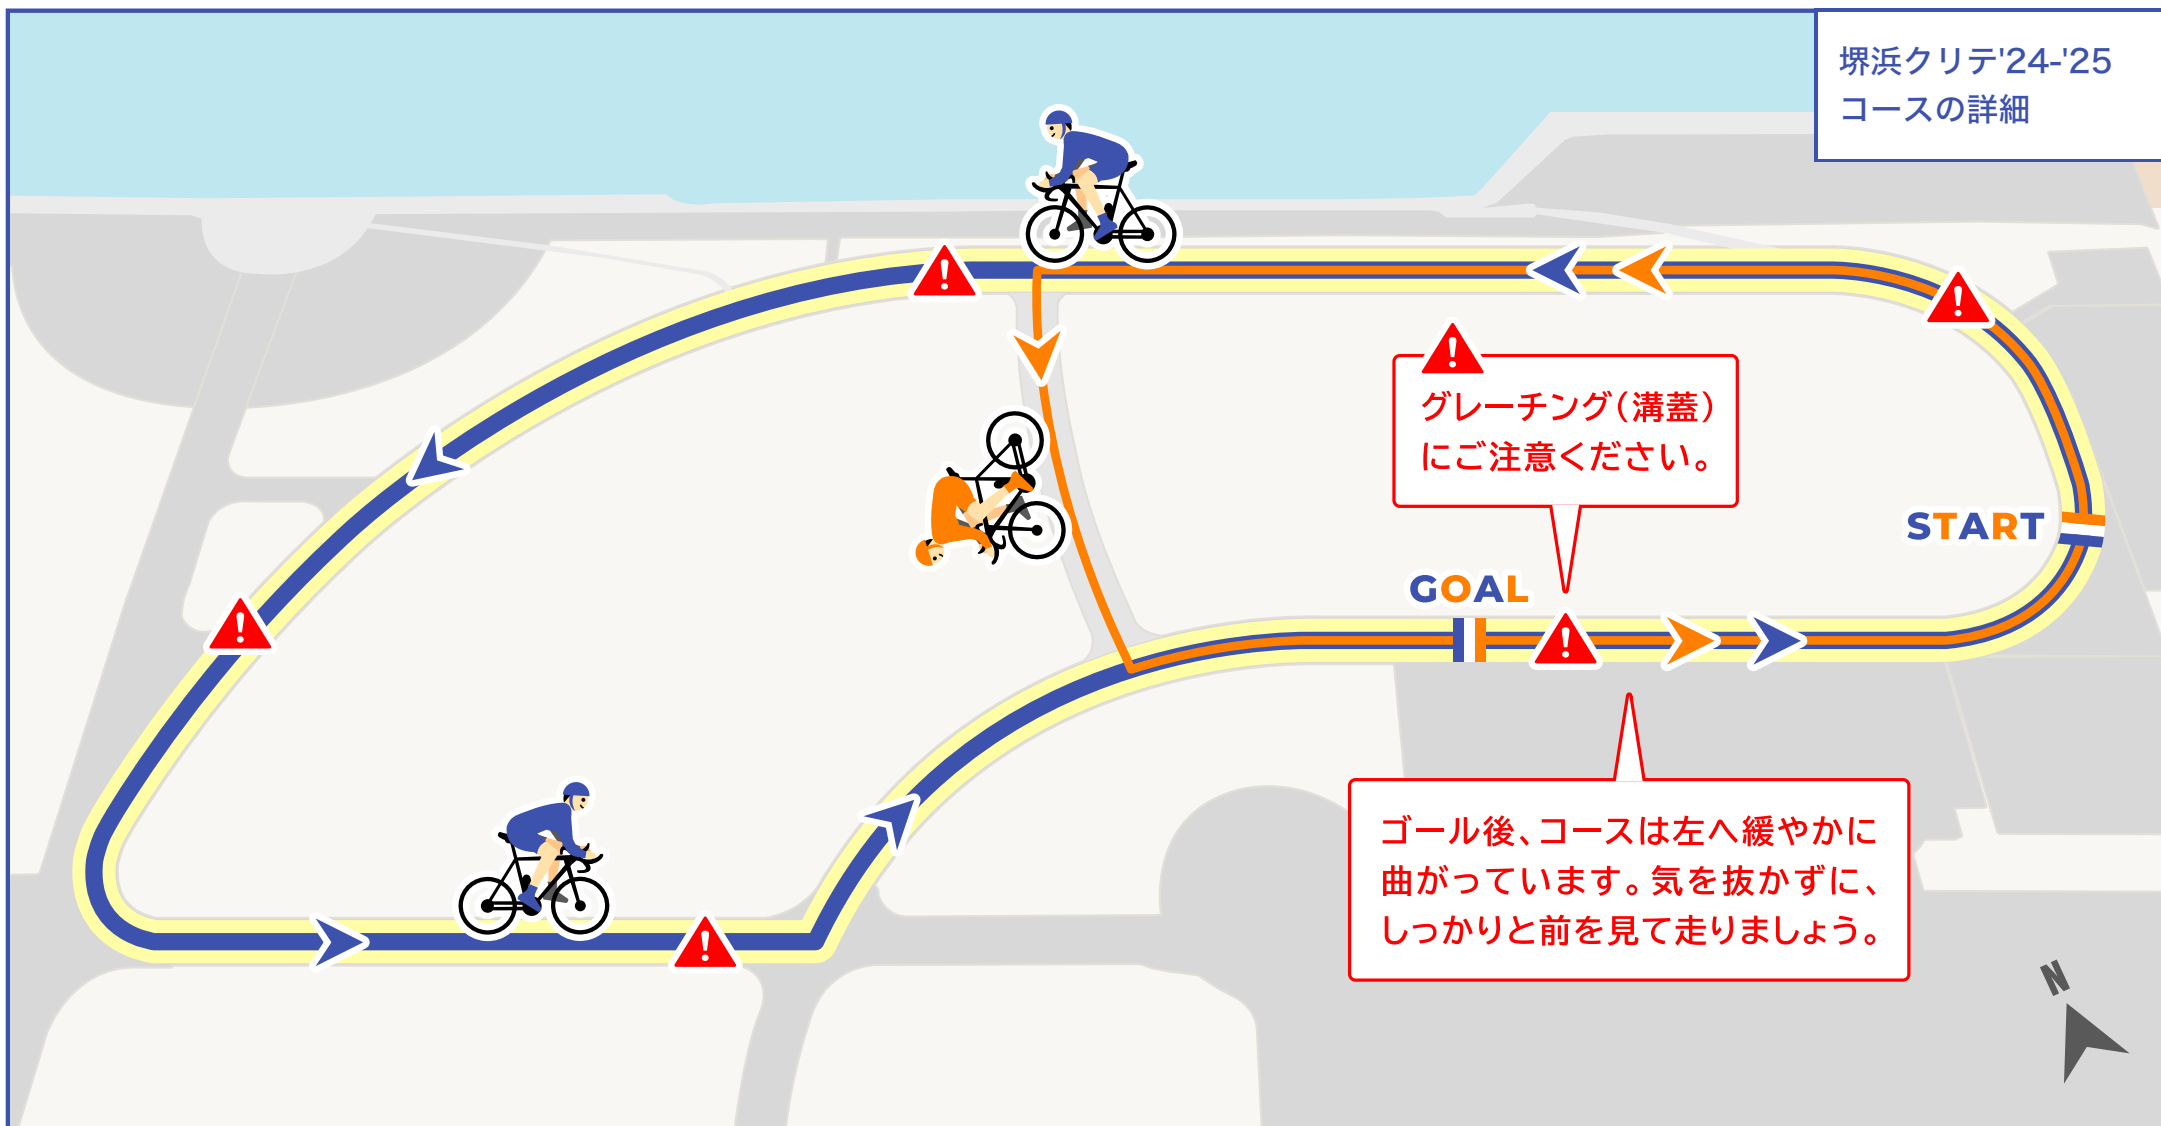 堺浜クリテ'24-'25
コースの詳細
グレーチング(溝蓋)
にご注意ください。
START
GOAL
ゴール後、コースは左へ緩やかに
曲がっています。気を抜かずに、
しっかりと前を見て走りましょう。
N